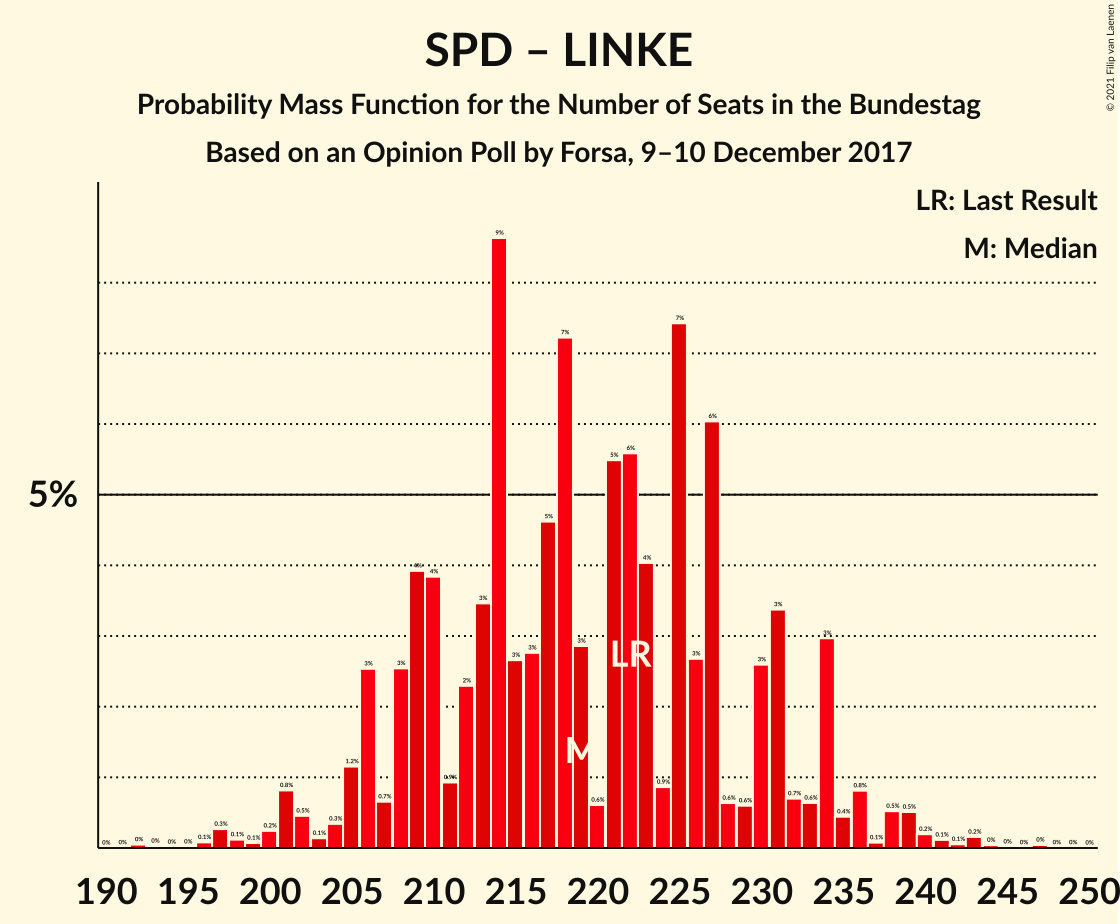 SPD – LINKE
Probability Mass Function for the Number of Seats in the Bundestag
Based on an Opinion Poll by Forsa, 9–10 December 2017
© 2021 Filip van Laenen
LR: Last Result
M: Median
5%
0% 0% 0% 0% 0% 0% 0.1% 0.3% 0.1% 0.1% 0.2% 0.8% 0.5% 0.1% 0.3% 1.2% 3% 0.7% 3% 4% 4% 0.9% 2% 3% 9% 3% 3% 5% 7% 3% 0.6% 5% 6% 4% 0.9% 7% 3% 6% 0.6% 0.6% 3% 3% 0.7% 0.6% 3% 0.4% 0.8% 0.1% 0.5% 0.5% 0.2% 0.1% 0.1% 0.2% 0% 0% 0% 0% 0% 0% 0%
LR
M
190 195 200 205 210 215 220 225 230 235 240 245 250